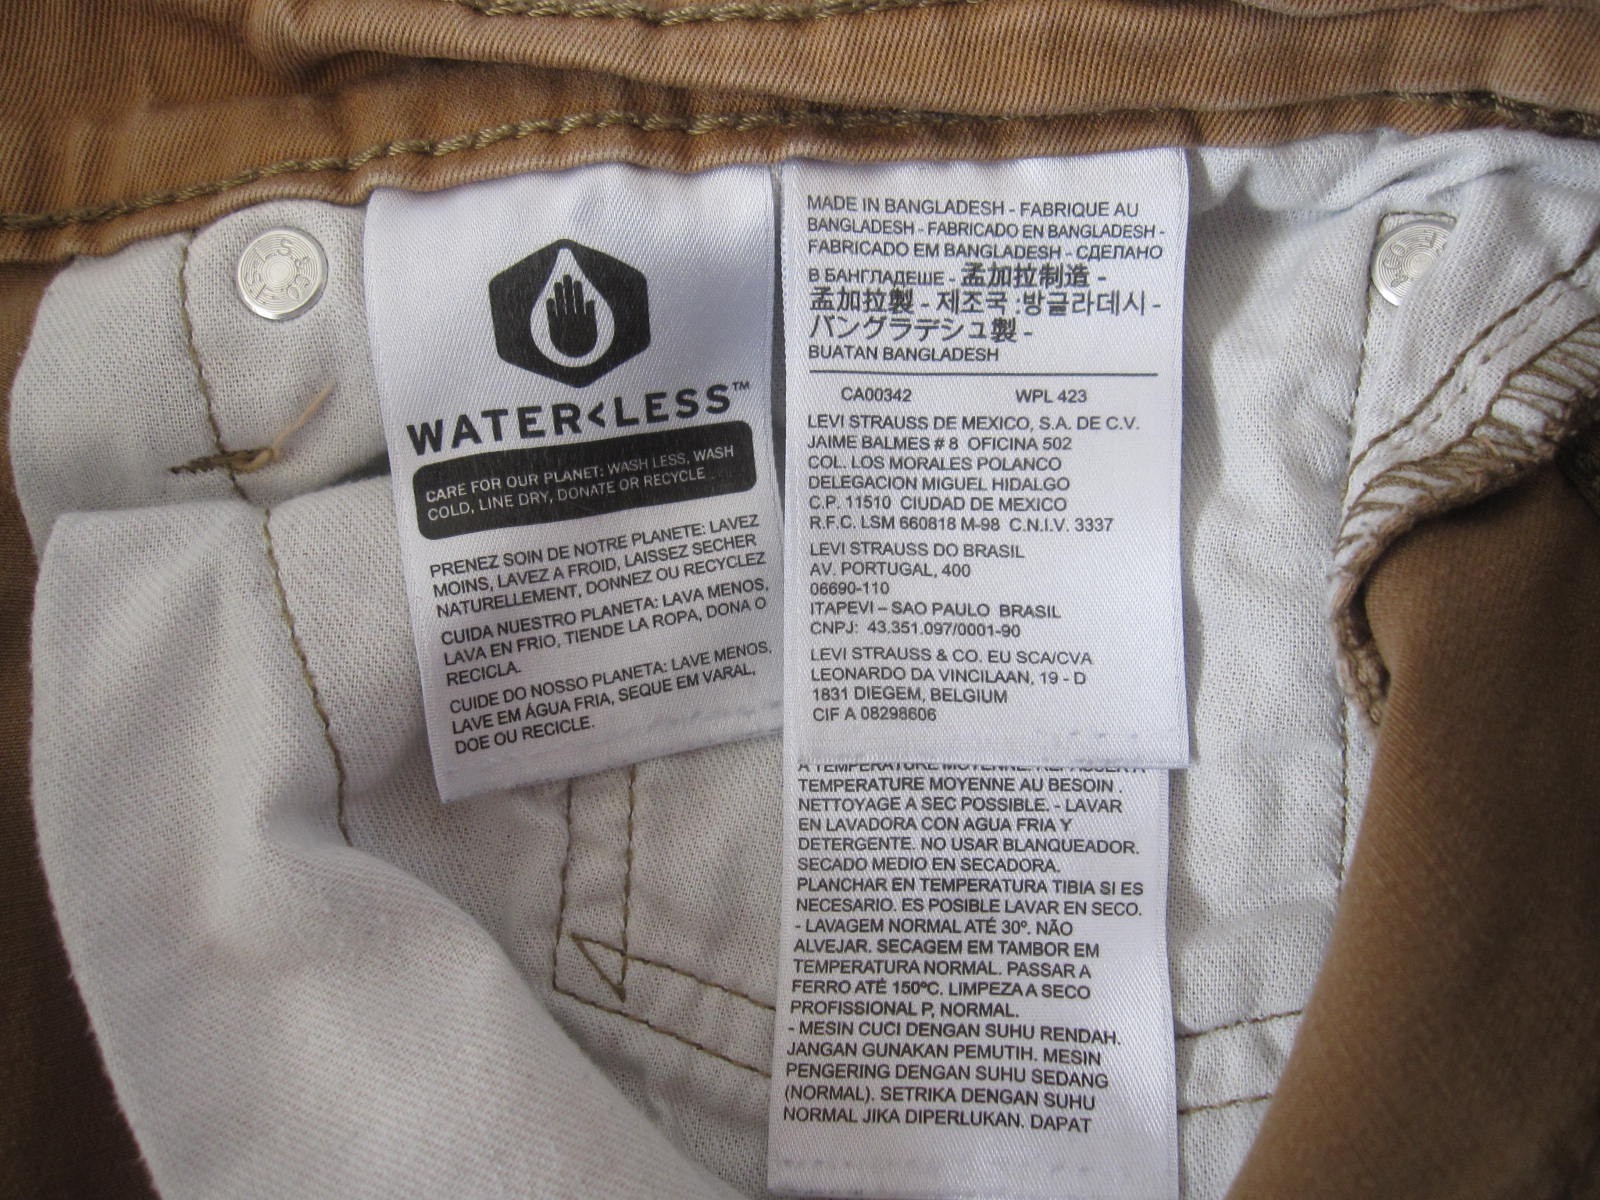 WATER<LESS™
CARE FOR OUR PLANET: WASH LESS, WASH
COLD, LINE DRY, DONATE OR RECYCLE
PRENEZ SOIN DE NOTRE PLANETE: LAVEZ
MOINS, LAVEZ A FROID, LAISSEZ SECHER
NATURELLEMENT, DONNEZ OU RECYCLEZ
CUIDA NUESTRO PLANETA: LAVA MENOS,
LAVA EN FRIO, TIENDE LA ROPA, DONA O
RECICLA.
CUIDE DO NOSSO PLANETA: LAVE MENOS,
LAVE EM ÁGUA FRIA, SEQUE EM VARAL,
DOE OU RECICLE.
MADE IN BANGLADESH - FABRIQUE AU
BANGLADESH - FABRICADO EN BANGLADESH -
FABRICADO EM BANGLADESH - СДЕЛАНО
В БАНГЛАДЕШЕ - 孟加拉制造 -
孟加拉製 - 제조국 :방글라데시 -
バングラデシュ製 -
BUATAN BANGLADESH
CA00342 WPL 423
LEVI STRAUSS DE MEXICO, S.A. DE C.V.
JAIME BALMES # 8 OFICINA 502
COL. LOS MORALES POLANCO
DELEGACION MIGUEL HIDALGO
C.P. 11510 CIUDAD DE MEXICO
R.F.C. LSM 660818 M-98 C.N.I.V. 3337
LEVI STRAUSS DO BRASIL
AV. PORTUGAL, 400
06690-110
ITAPEVI – SAO PAULO BRASIL
CNPJ: 43.351.097/0001-90
LEVI STRAUSS & CO. EU SCA/CVA
LEONARDO DA VINCILAAN, 19 - D
1831 DIEGEM, BELGIUM
CIF A 08298606
A TEMPERATURE MOYENNE. REPASSER A
TEMPERATURE MOYENNE AU BESOIN .
NETTOYAGE A SEC POSSIBLE. - LAVAR
EN LAVADORA CON AGUA FRIA Y
DETERGENTE. NO USAR BLANQUEADOR.
SECADO MEDIO EN SECADORA.
PLANCHAR EN TEMPERATURA TIBIA SI ES
NECESARIO. ES POSIBLE LAVAR EN SECO.
- LAVAGEM NORMAL ATÉ 30º. NÃO
ALVEJAR. SECAGEM EM TAMBOR EM
TEMPERATURA NORMAL. PASSAR A
FERRO ATÉ 150ºC. LIMPEZA A SECO
PROFISSIONAL P, NORMAL.
- MESIN CUCI DENGAN SUHU RENDAH.
JANGAN GUNAKAN PEMUTIH. MESIN
PENGERING DENGAN SUHU SEDANG
(NORMAL). SETRIKA DENGAN SUHU
NORMAL JIKA DIPERLUKAN. DAPAT